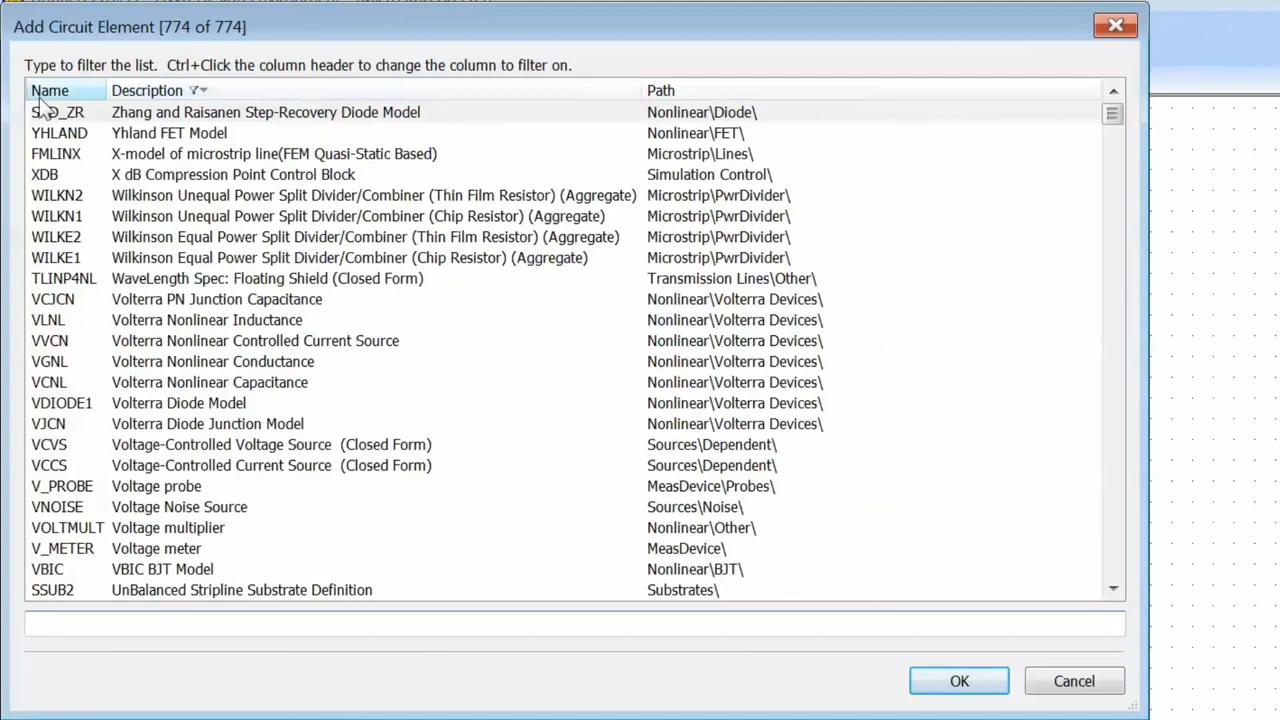 Add Circuit Element [774 of 774]
Type to filter the list. Ctrl+Click the column header to change the column to filter on.
Name Description Path
Zhang and Raisanen Step-Recovery Diode Model Nonlinear\Diode\
YHLAND Yhland FET Model Nonlinear\FET\
FMLINX X-model of microstrip line(FEM Quasi-Static Based) Microstrip\Lines\
XDB X dB Compression Point Control Block Simulation Control\
WILKN2 Wilkinson Unequal Power Split Divider/Combiner (Thin Film Resistor) (Aggregate) Microstrip\PwrDivider\
WILKN1 Wilkinson Unequal Power Split Divider/Combiner (Chip Resistor) (Aggregate) Microstrip\PwrDivider\
WILKE2 Wilkinson Equal Power Split Divider/Combiner (Thin Film Resistor) (Aggregate) Microstrip\PwrDivider\
WILKE1 Wilkinson Equal Power Split Divider/Combiner (Chip Resistor) (Aggregate) Microstrip\PwrDivider\
TLINP4NL WaveLength Spec: Floating Shield (Closed Form) Transmission Lines\Other\
VCJCN Volterra PN Junction Capacitance Nonlinear\Volterra Devices\
VLNL Volterra Nonlinear Inductance Nonlinear\Volterra Devices\
VVCN Volterra Nonlinear Controlled Current Source Nonlinear\Volterra Devices\
VGNL Volterra Nonlinear Conductance Nonlinear\Volterra Devices\
VCNL Volterra Nonlinear Capacitance Nonlinear\Volterra Devices\
VDIODE1 Volterra Diode Model Nonlinear\Volterra Devices\
VJCN Volterra Diode Junction Model Nonlinear\Volterra Devices\
VCVS Voltage-Controlled Voltage Source (Closed Form) Sources\Dependent\
VCCS Voltage-Controlled Current Source (Closed Form) Sources\Dependent\
V_PROBE Voltage probe MeasDevice\Probes\
VNOISE Voltage Noise Source Sources\Noise\
VOLTMULT Voltage multiplier Nonlinear\Other\
V_METER Voltage meter MeasDevice\
VBIC VBIC BJT Model Nonlinear\BJT\
SSUB2 UnBalanced Stripline Substrate Definition Substrates\
OK Cancel